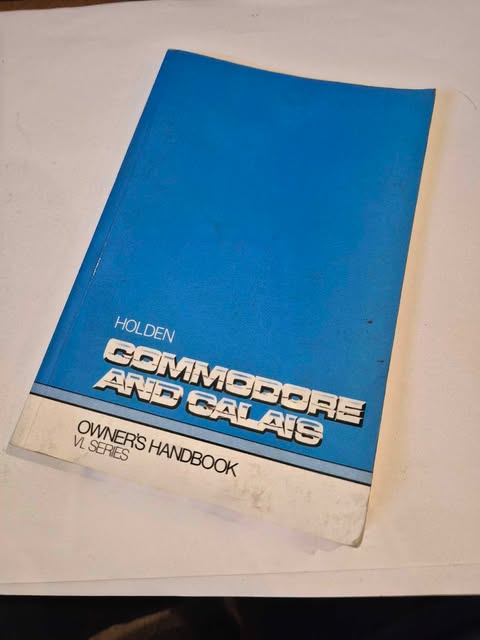 HOLDEN
COMMODORE
AND CALAIS
OWNER'S HANDBOOK
VL SERIES